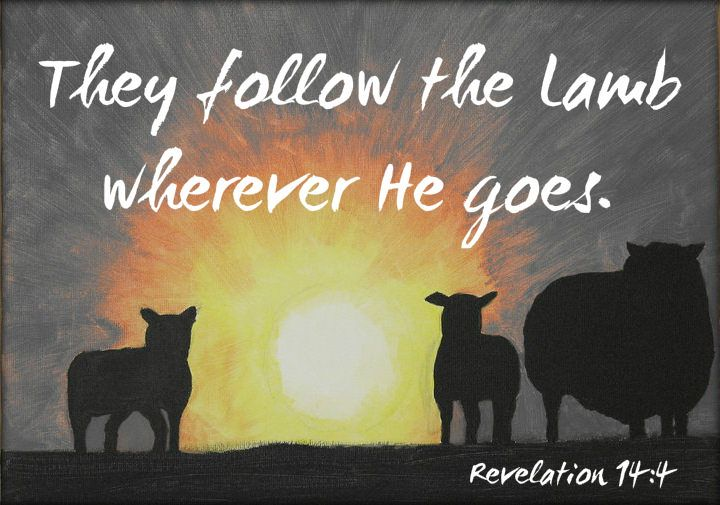 They follow the Lamb
wherever He goes.
Revelation 14:4